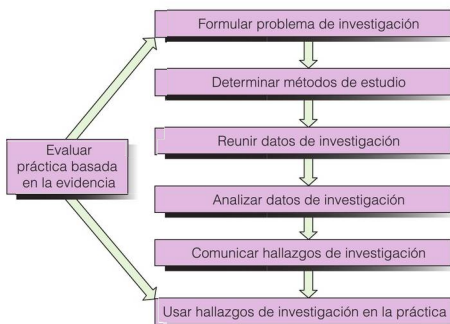 Formular problema de investigación
Determinar métodos de estudio
Reunir datos de investigación
Evaluar
práctica basada
en la evidencia
Analizar datos de investigación
Comunicar hallazgos de investigación
Usar hallazgos de investigación en la práctica